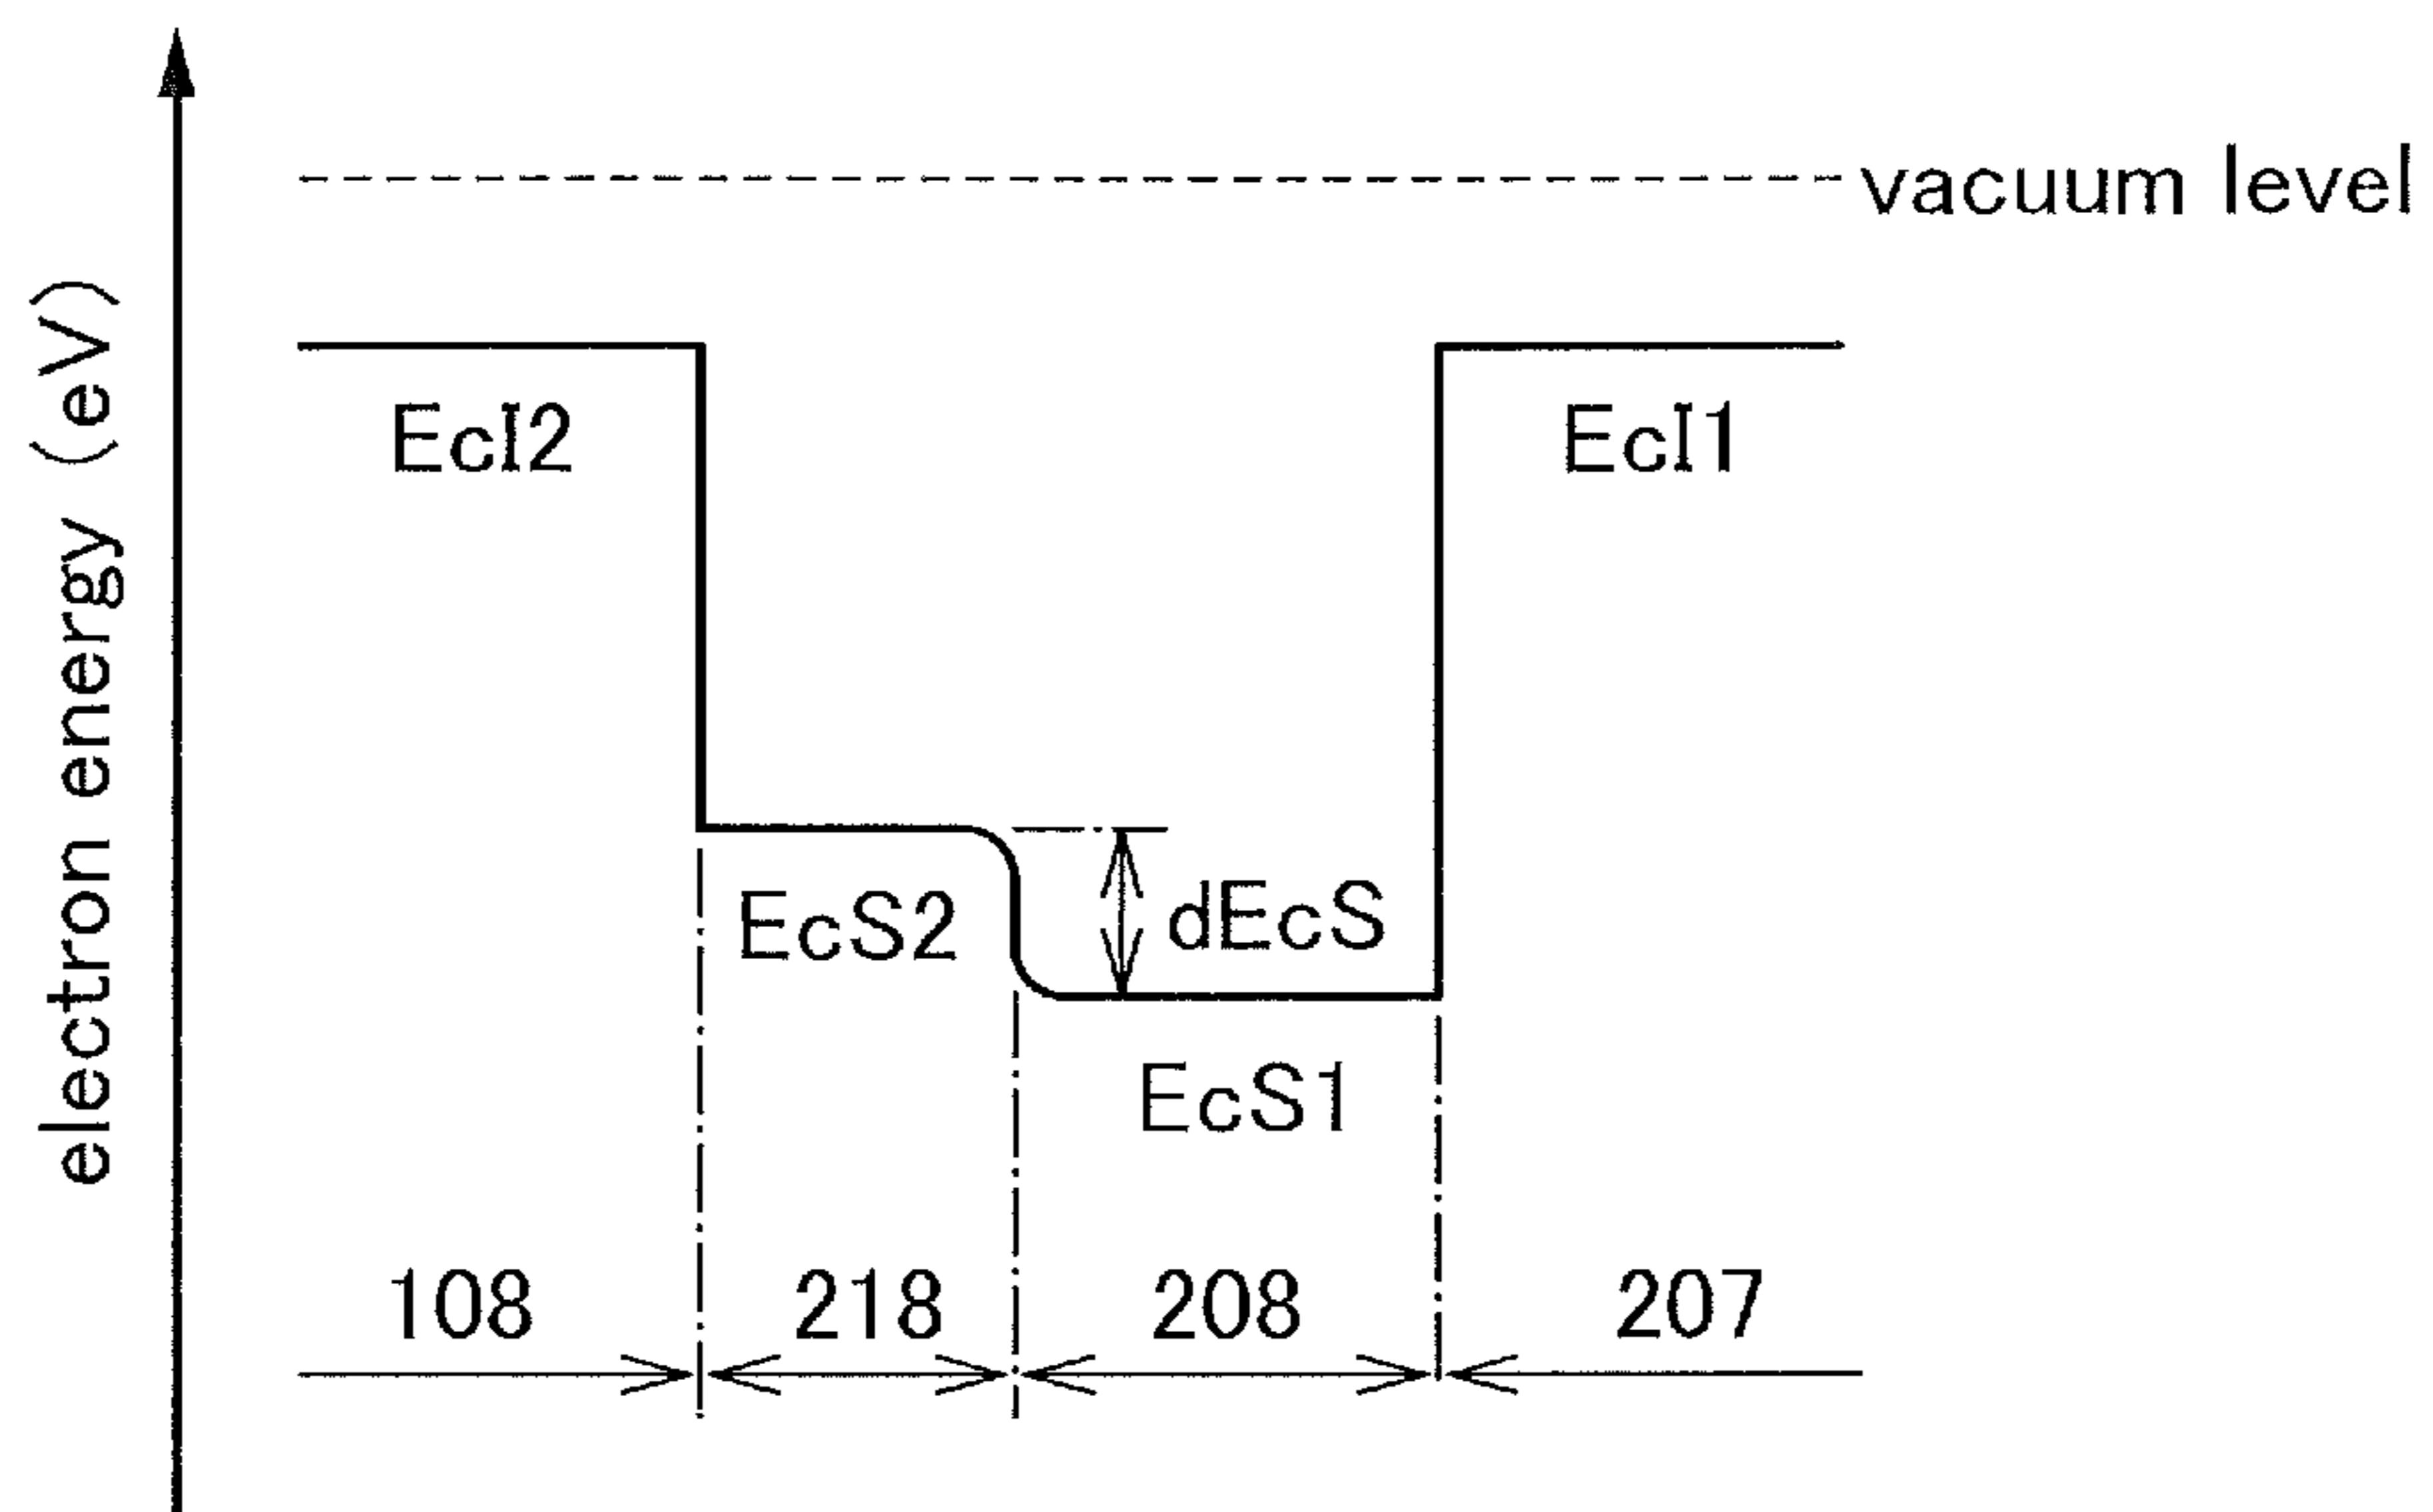 electron energy (eV)
vacuum level
EcI2
EcI1
EcS2
dEcS
EcS1
108
218
208
207